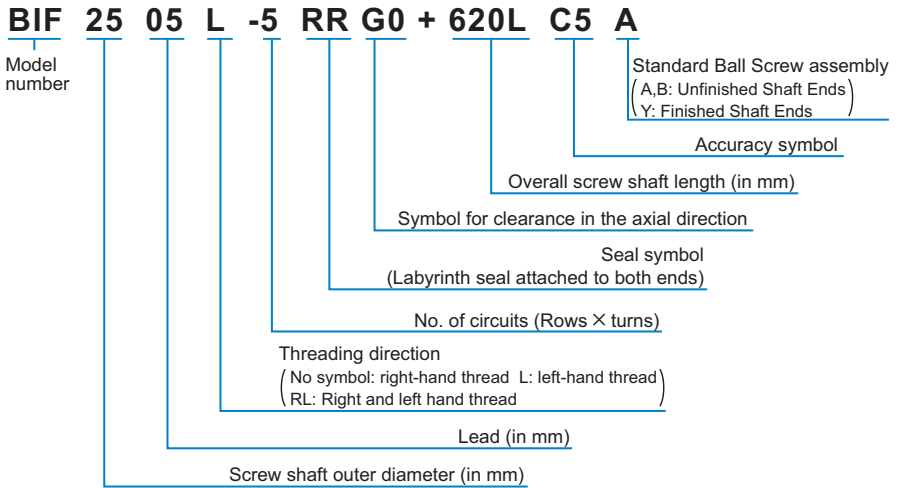 BIF 25 05 L -5 RR G0 + 620L C5 A
Model
number
Standard Ball Screw assembly
(A,B: Unfinished Shaft Ends
Y: Finished Shaft Ends)
Accuracy symbol
Overall screw shaft length (in mm)
Symbol for clearance in the axial direction
Seal symbol
(Labyrinth seal attached to both ends)
No. of circuits (Rows × turns)
Threading direction
(No symbol: right-hand thread L: left-hand thread
RL: Right and left hand thread)
Lead (in mm)
Screw shaft outer diameter (in mm)